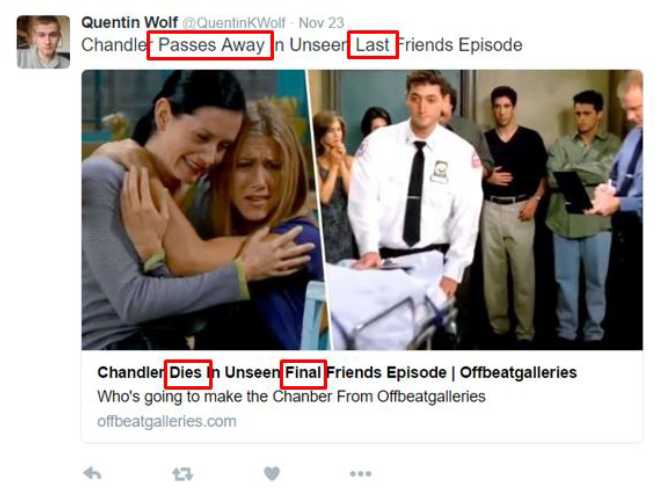 Quentin Wolf @QuentinKWolf · Nov 23
Chandler Passes Away In Unseen Last Friends Episode
Chandler Dies In Unseen Final Friends Episode | Offbeatgalleries
Who's going to make the Chanber From Offbeatgalleries
offbeatgalleries.com